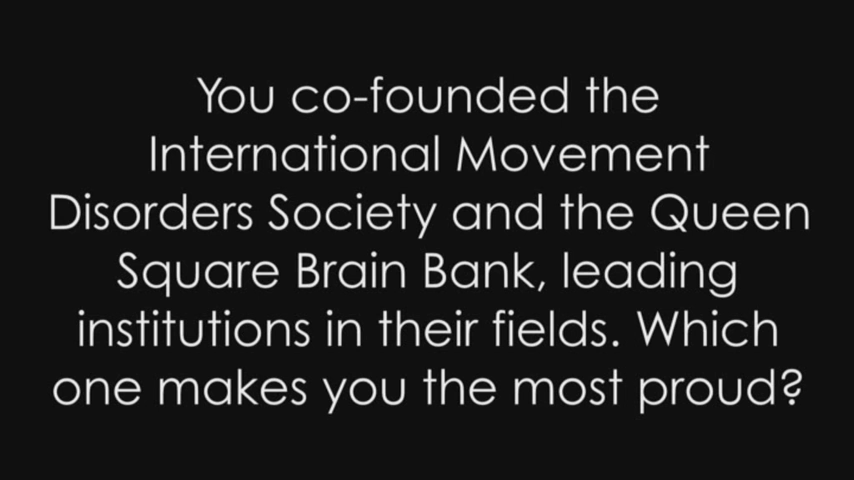 You co-founded the
International Movement
Disorders Society and the Queen
Square Brain Bank, leading
institutions in their fields. Which
one makes you the most proud?